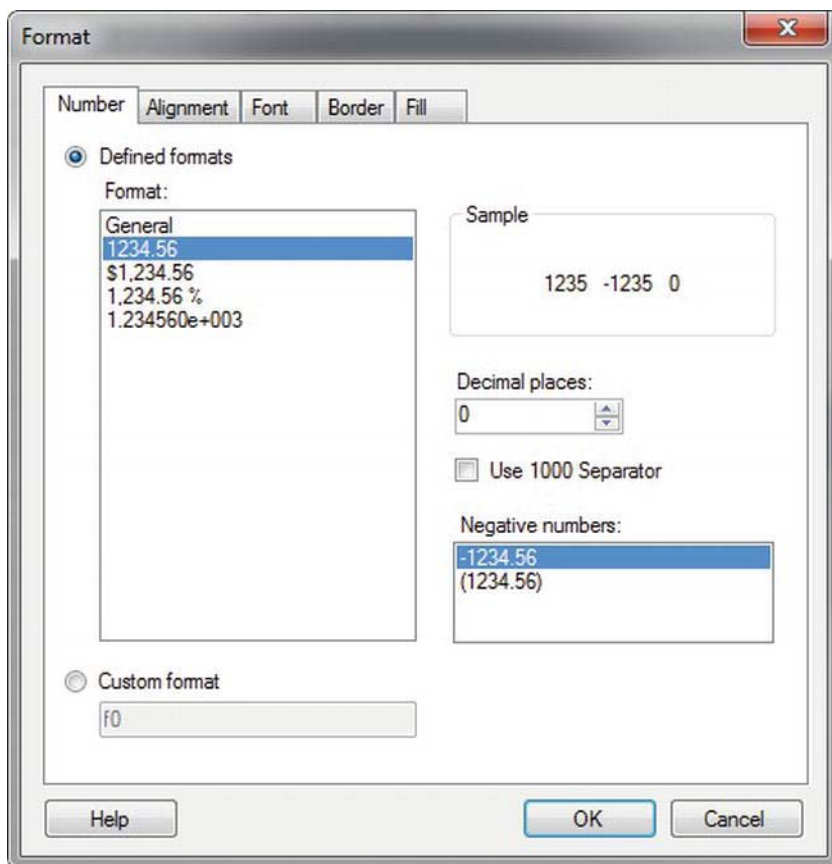 Format
Number Alignment Font Border Fill
Defined formats
Format:
General
1234.56
$1,234.56
1,234.56 %
1.234560e+003
Sample
1235 -1235 0
Decimal places:
0
Use 1000 Separator
Negative numbers:
-1234.56
(1234.56)
Custom format
f0
Help OK Cancel